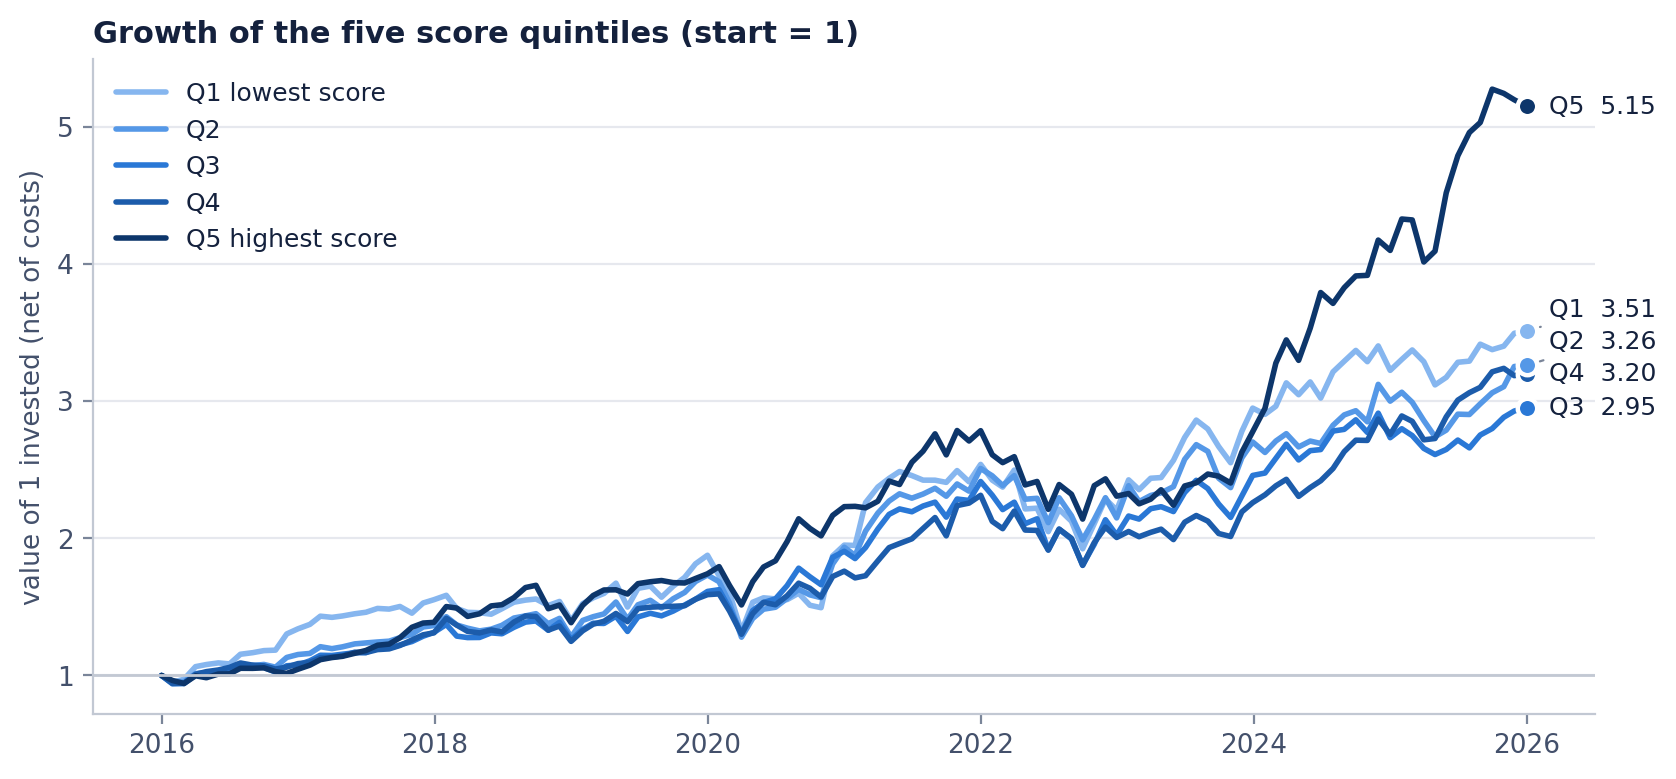 Growth of the five score quintiles (start = 1)
value of 1 invested (net of costs)
Q1 lowest score
Q2
Q3
Q4
Q5 highest score
5
4
3
2
1
Q5 5.15
Q1 3.51
Q2 3.26
Q4 3.20
Q3 2.95
2016 2018 2020 2022 2024 2026